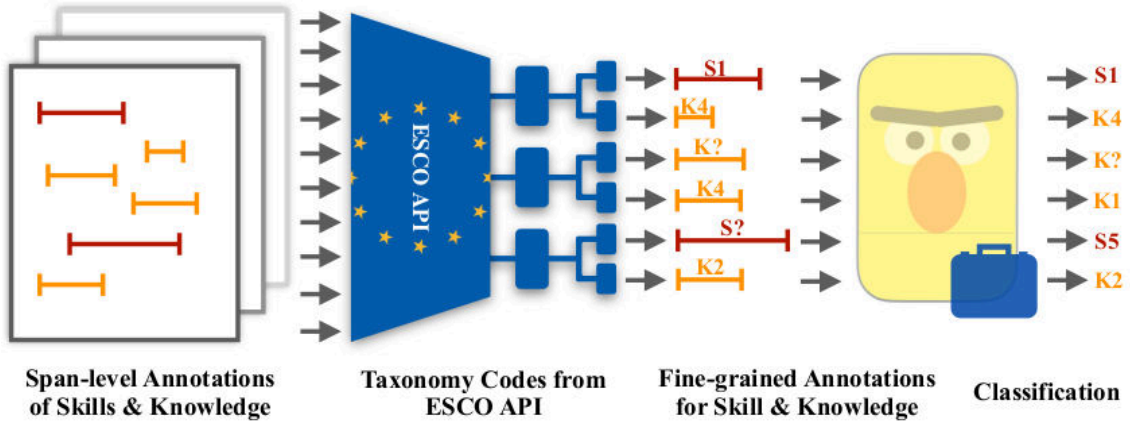 S1
K4
K?
K4
S?
K2
ESCO API
S1
K4
K?
K1
S5
K2
Span-level Annotations
of Skills & Knowledge
Taxonomy Codes from
ESCO API
Fine-grained Annotations
for Skill & Knowledge
Classification